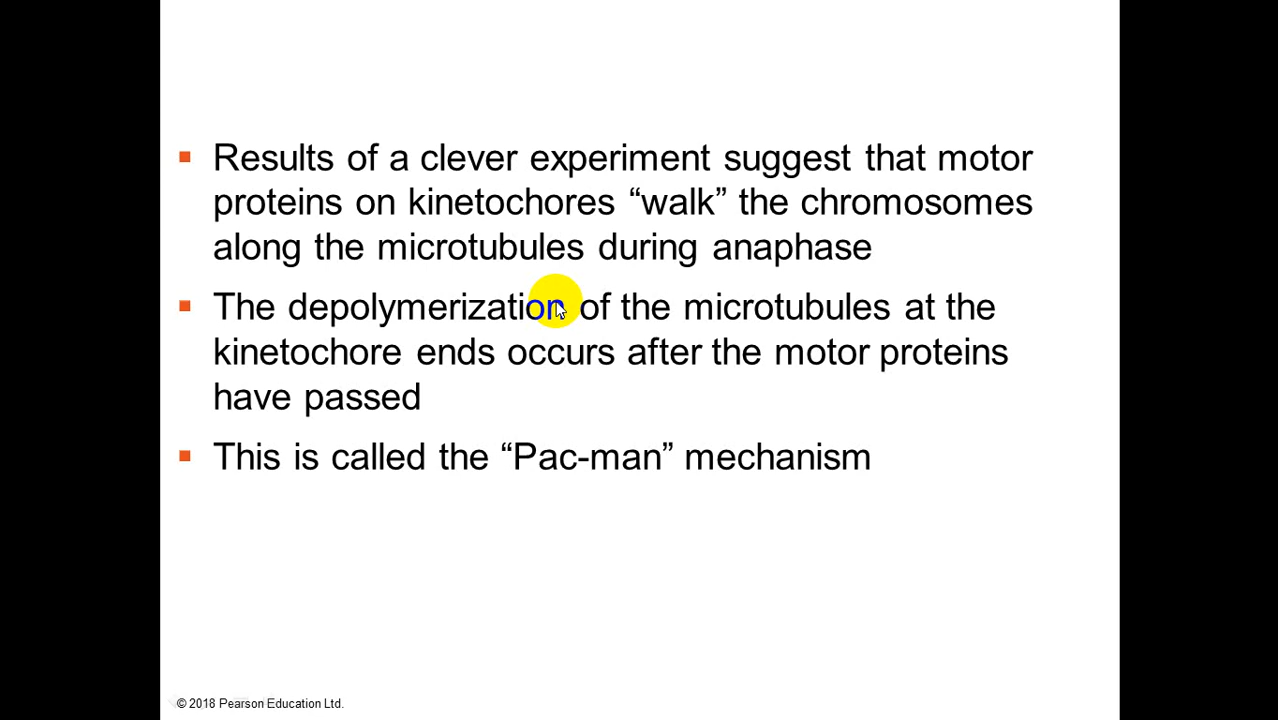 ▪ Results of a clever experiment suggest that motor
proteins on kinetochores “walk” the chromosomes
along the microtubules during anaphase
▪ The depolymerization of the microtubules at the
kinetochore ends occurs after the motor proteins
have passed
▪ This is called the “Pac-man” mechanism
© 2018 Pearson Education Ltd.